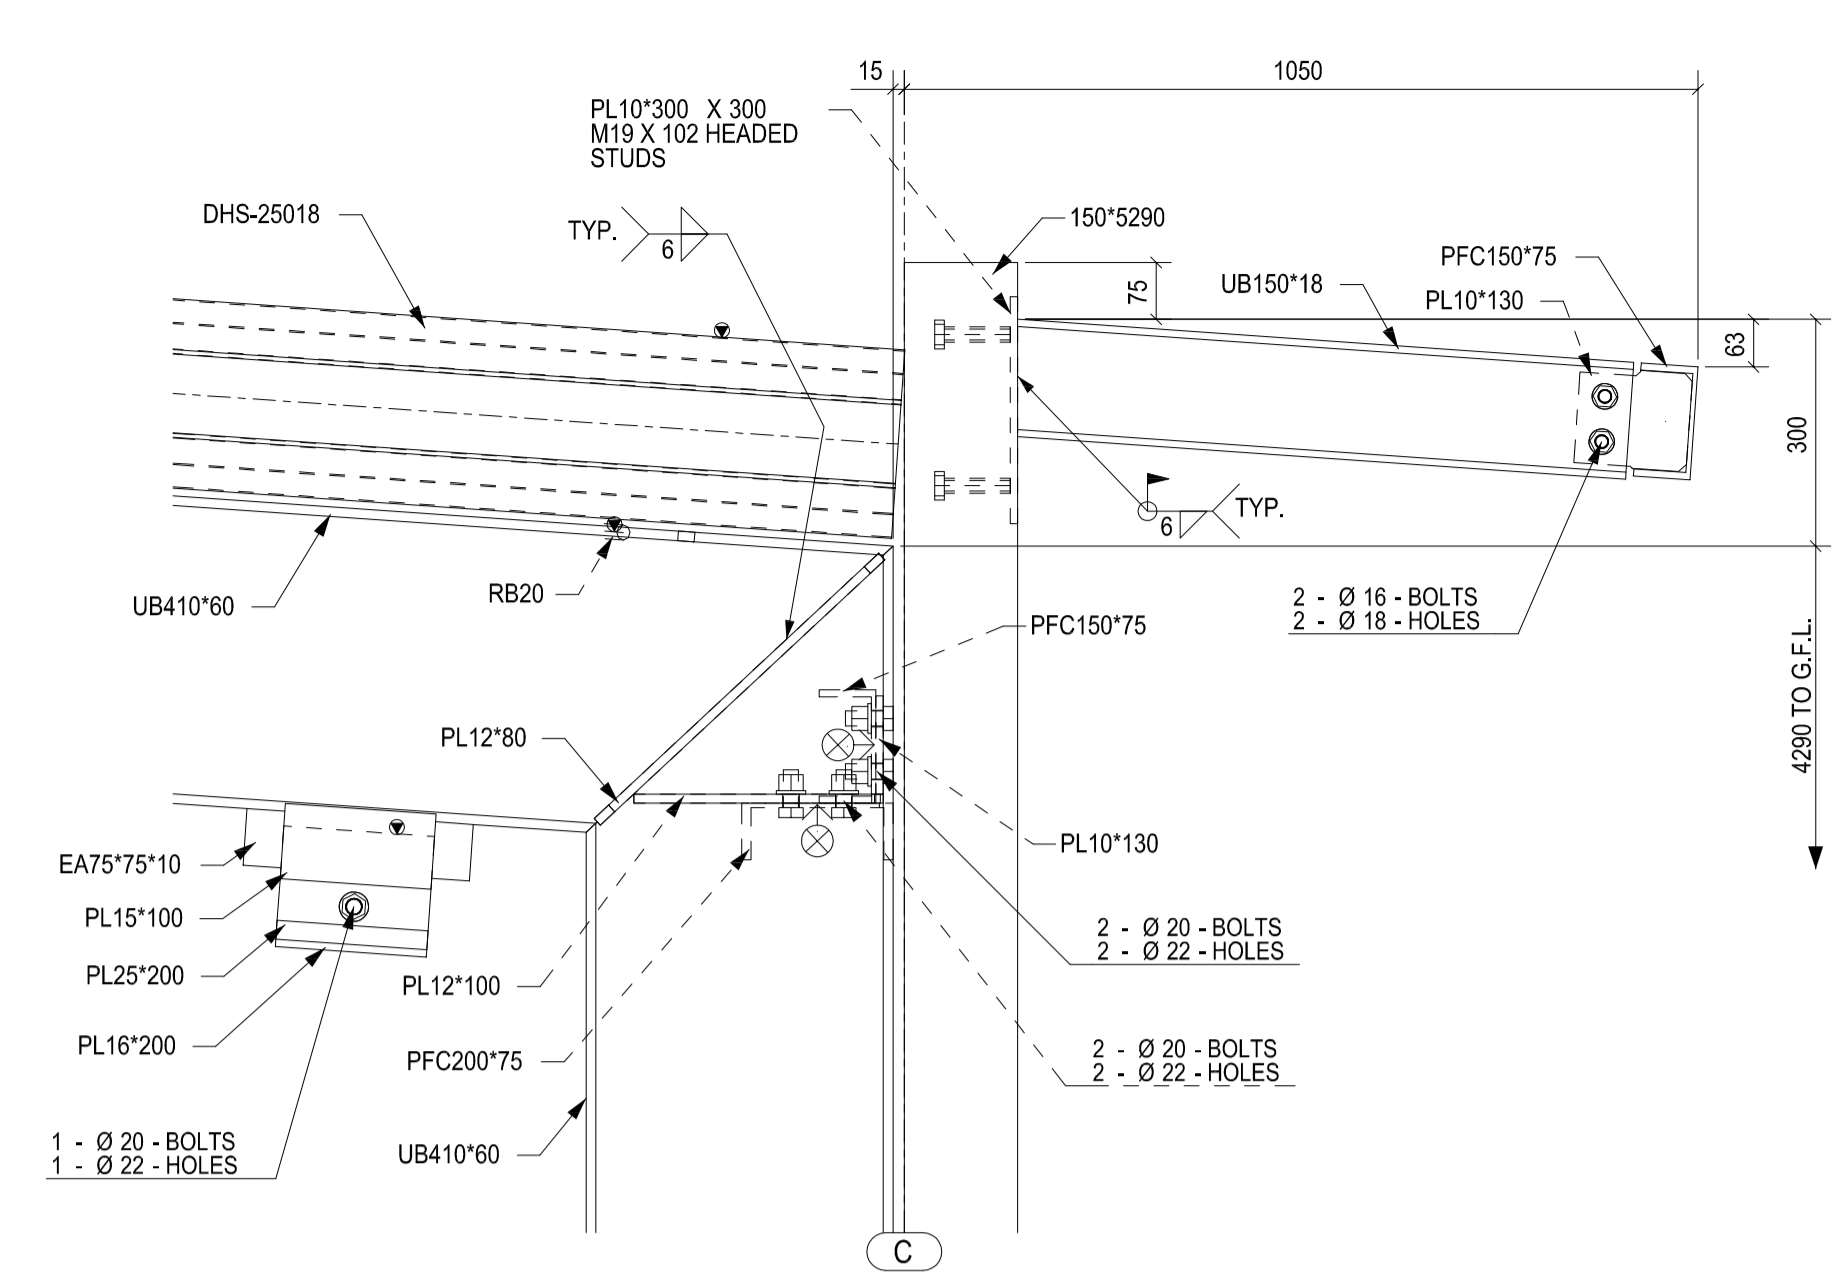 15
1050
PL10*300 X 300
M19 X 102 HEADED
STUDS
DHS-25018
TYP.
6
150*5290
PFC150*75
UB150*18
PL10*130
75
63
300
TYP.
6
UB410*60
RB20
2 - Ø 16 - BOLTS
2 - Ø 18 - HOLES
PFC150*75
4290 TO G.F.L.
PL12*80
EA75*75*10
PL10*130
PL15*100
2 - Ø 20 - BOLTS
2 - Ø 22 - HOLES
PL25*200
PL12*100
PL16*200
PFC200*75
2 - Ø 20 - BOLTS
2 - Ø 22 - HOLES
1 - Ø 20 - BOLTS
1 - Ø 22 - HOLES
UB410*60
C